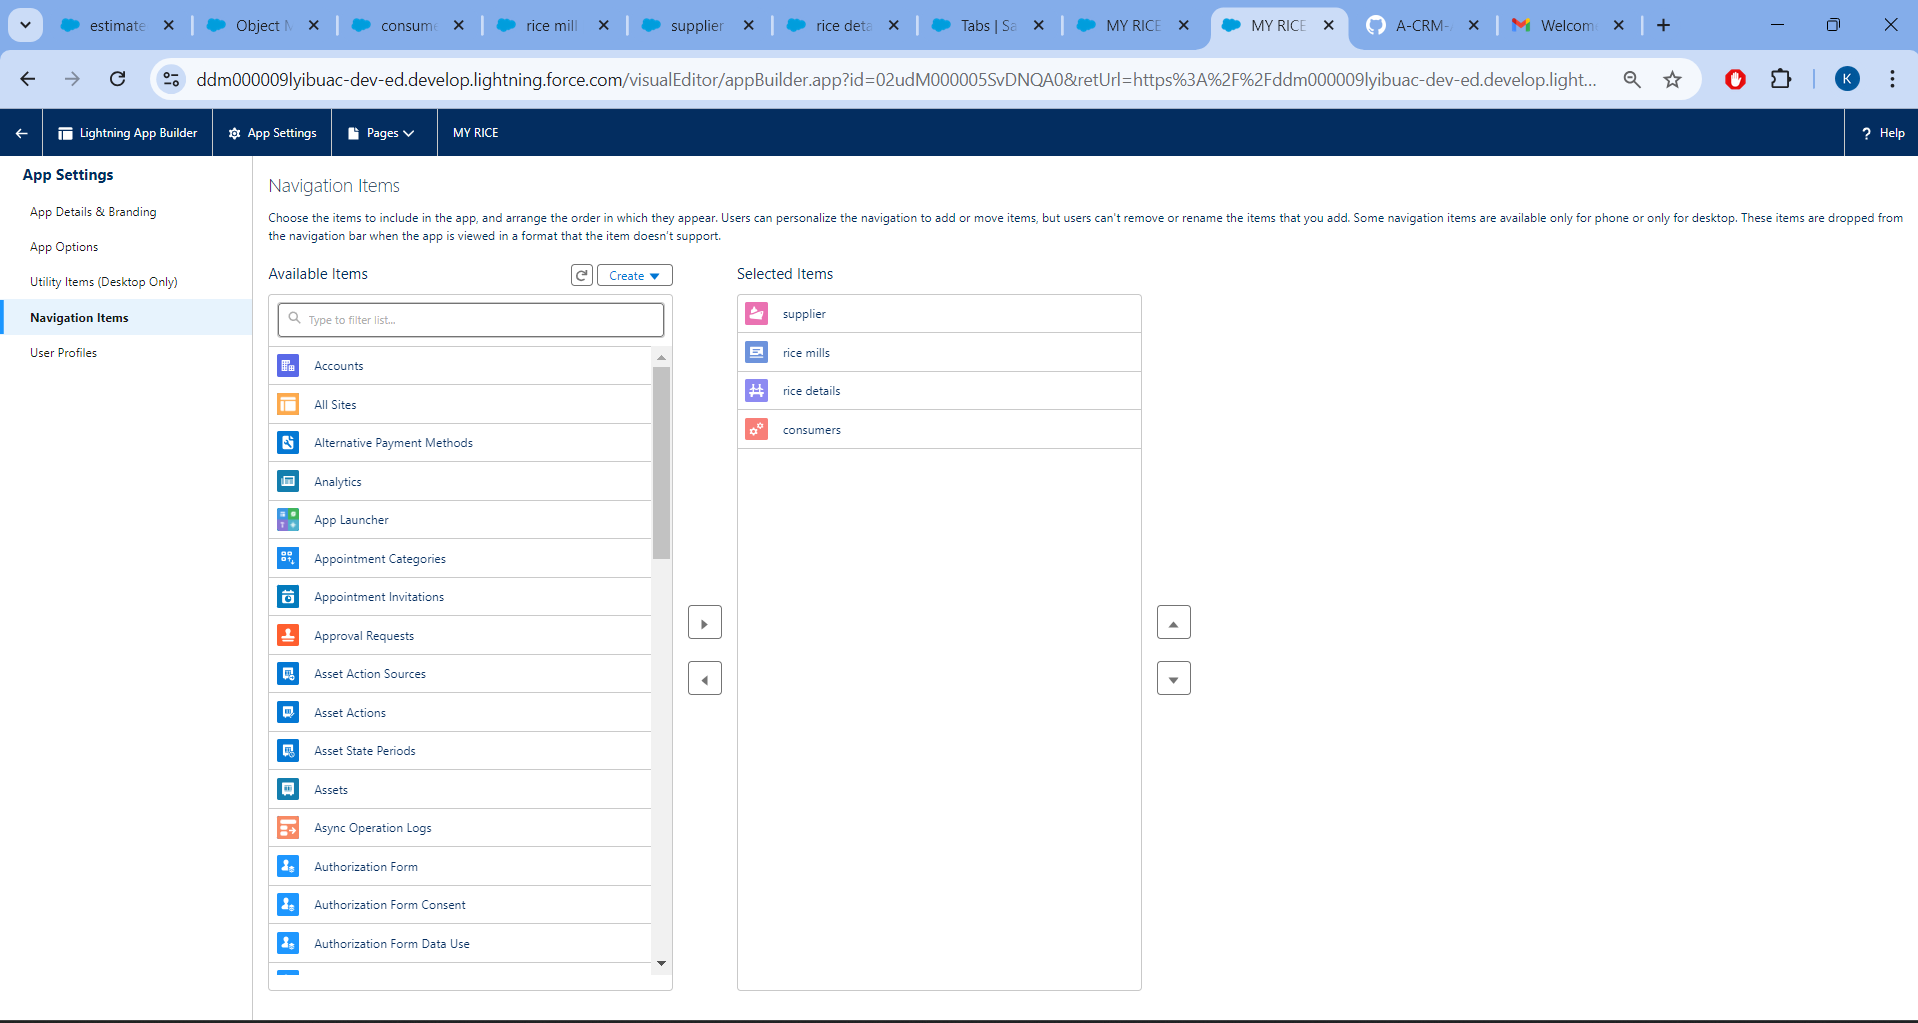 estimate
Object M
consume
rice mill
supplier
rice deta
Tabs | Sa
MY RICE
MY RICE
A-CRM-
Welcom
ddm000009lyibuac-dev-ed.develop.lightning.force.com/visualEditor/appBuilder.app?id=02udM000005SvDNQA0&retUrl=https%3A%2F%2Fddm000009lyibuac-dev-ed.develop.light...
K
Lightning App Builder
App Settings
Pages
MY RICE
? Help
App Settings
App Details & Branding
App Options
Utility Items (Desktop Only)
Navigation Items
User Profiles
Navigation Items
Choose the items to include in the app, and arrange the order in which they appear. Users can personalize the navigation to add or move items, but users can't remove or rename the items that you add. Some navigation items are available only for phone or only for desktop. These items are dropped from
the navigation bar when the app is viewed in a format that the item doesn't support.
Available Items
Create
Type to filter list...
Accounts
All Sites
Alternative Payment Methods
Analytics
App Launcher
Appointment Categories
Appointment Invitations
Approval Requests
Asset Action Sources
Asset Actions
Asset State Periods
Assets
Async Operation Logs
Authorization Form
Authorization Form Consent
Authorization Form Data Use
Selected Items
supplier
rice mills
rice details
consumers